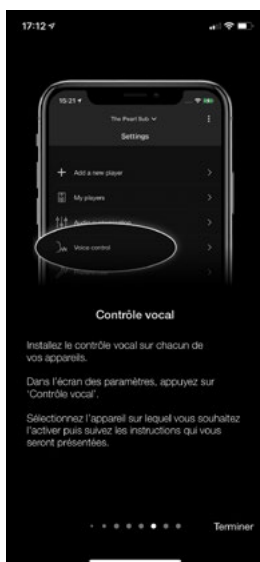 17:12
15:21
The Pearl Sub
Settings
Add a new player
My players
Voice control
Contrôle vocal
Installez le contrôle vocal sur chacun de
vos appareils.
Dans l'écran des paramètres, appuyez sur
'Contrôle vocal'.
Sélectionnez l'appareil sur lequel vous souhaitez
l'activer puis suivez les instructions qui vous
seront présentées.
Terminer